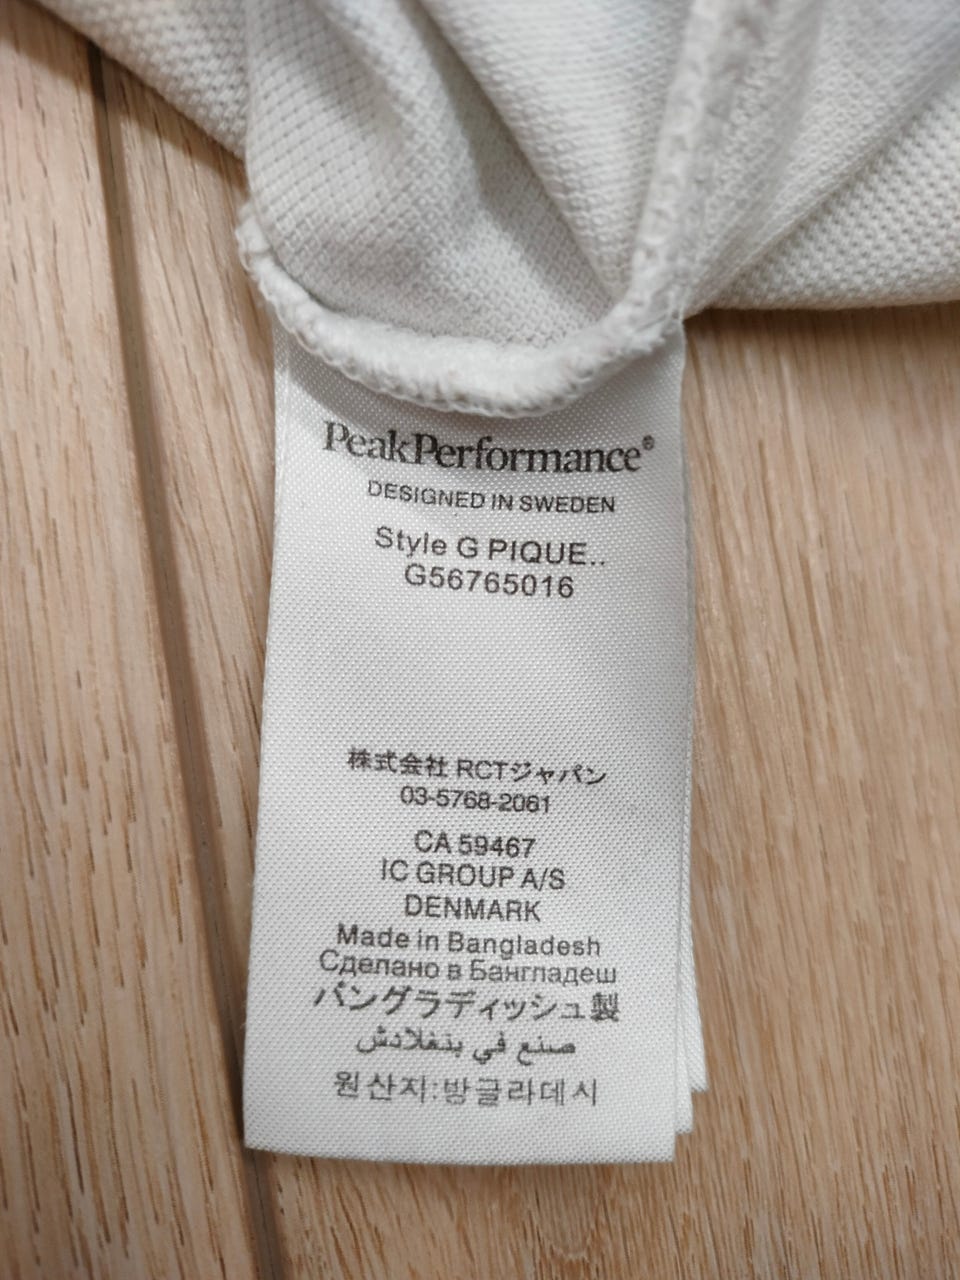 PeakPerformance®
DESIGNED IN SWEDEN
Style G PIQUE..
G56765016
株式会社 RCTジャパン
03-5768-2061
CA 59467
IC GROUP A/S
DENMARK
Made in Bangladesh
Сделано в Бангладеш
バングラディッシュ製
صنع في بنغلادش
원산지:방글라데시